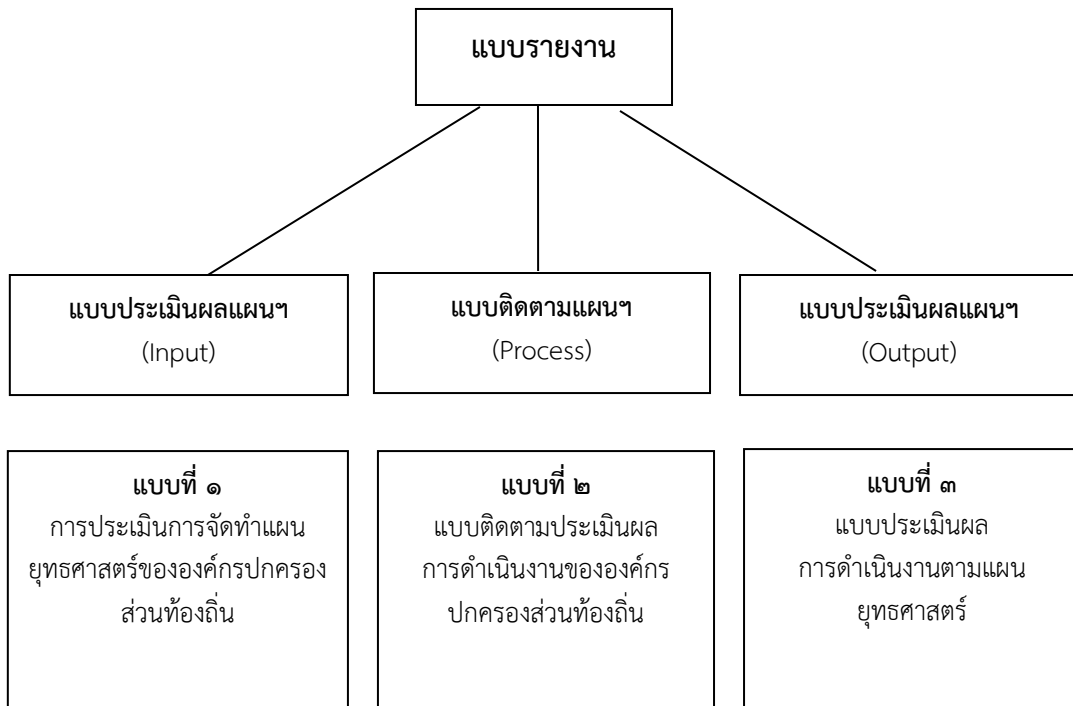 แบบรายงาน
แบบประเมินผลแผนฯ
(Input)
แบบติดตามแผนฯ
(Process)
แบบประเมินผลแผนฯ
(Output)
แบบที่ ๑
การประเมินการจัดทำแผน
ยุทธศาสตร์ขององค์กรปกครอง
ส่วนท้องถิ่น
แบบที่ ๒
แบบติดตามประเมินผล
การดำเนินงานขององค์กร
ปกครองส่วนท้องถิ่น
แบบที่ ๓
แบบประเมินผล
การดำเนินงานตามแผน
ยุทธศาสตร์